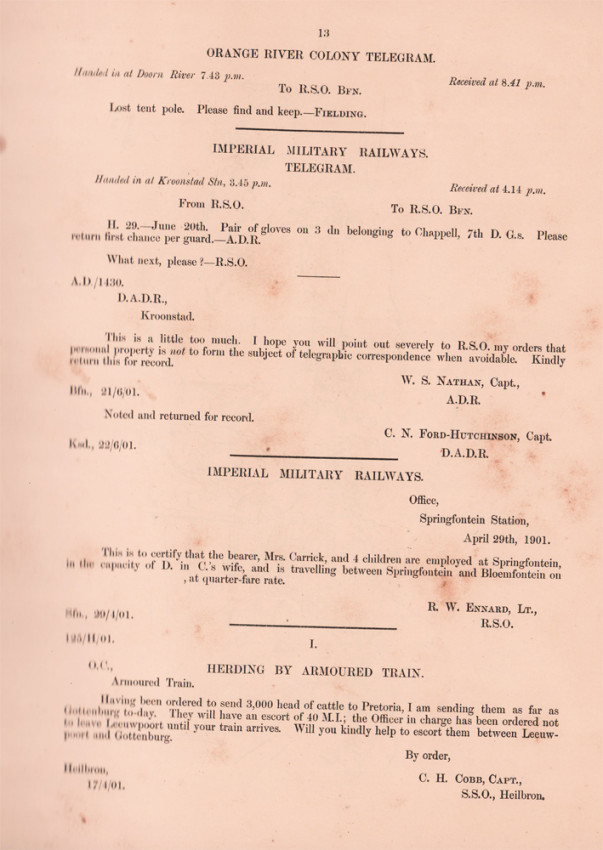 13
ORANGE RIVER COLONY TELEGRAM.
Handed in at Doorn River 7.43 p.m. Received at 8.41 p.m.
To R.S.O. Bfn.
Lost tent pole. Please find and keep.—Fielding.
IMPERIAL MILITARY RAILWAYS.
TELEGRAM.
Handed in at Kroonstad Stn, 3.45 p.m. Received at 4.14 p.m.
From R.S.O. To R.S.O. Bfn.
H. 29.—June 20th. Pair of gloves on 3 dn belonging to Chappell, 7th D. G.s. Please
return first chance per guard.—A.D.R.
What next, please?—R.S.O.
A.D/1430.
D.A.D.R.,
Kroonstad.
This is a little too much. I hope you will point out severely to R.S.O. my orders that
personal property is not to form the subject of telegraphic correspondence when avoidable. Kindly
return this for record.
W. S. Nathan, Capt.,
Bfn., 21/6/01.
A.D.R.
Noted and returned for record.
C. N. Ford-Hutchinson, Capt.
Ksd., 22/6/01.
D.A.D.R.
IMPERIAL MILITARY RAILWAYS.
Office,
Springfontein Station,
April 29th, 1901.
This is to certify that the bearer, Mrs. Carrick, and 4 children are employed at Springfontein,
in the capacity of D. in C.'s wife, and is travelling between Springfontein and Bloemfontein on
, at quarter-fare rate.
R. W. Ennard, Lt.,
Sfn., 29/4/01.
R.S.O.
125/H/01.
I.
O.C., HERDING BY ARMOURED TRAIN.
Armoured Train.
Having been ordered to send 3,000 head of cattle to Pretoria, I am sending them as far as
Gottenburg to-day. They will have an escort of 40 M.I.; the Officer in charge has been ordered not
to leave Leeuwpoort until your train arrives. Will you kindly help to escort them between Leeuw-
poort and Gottenburg.
By order,
Heilbron,
C. H. Cobb, Capt.,
17/4/01.
S.S.O., Heilbron.